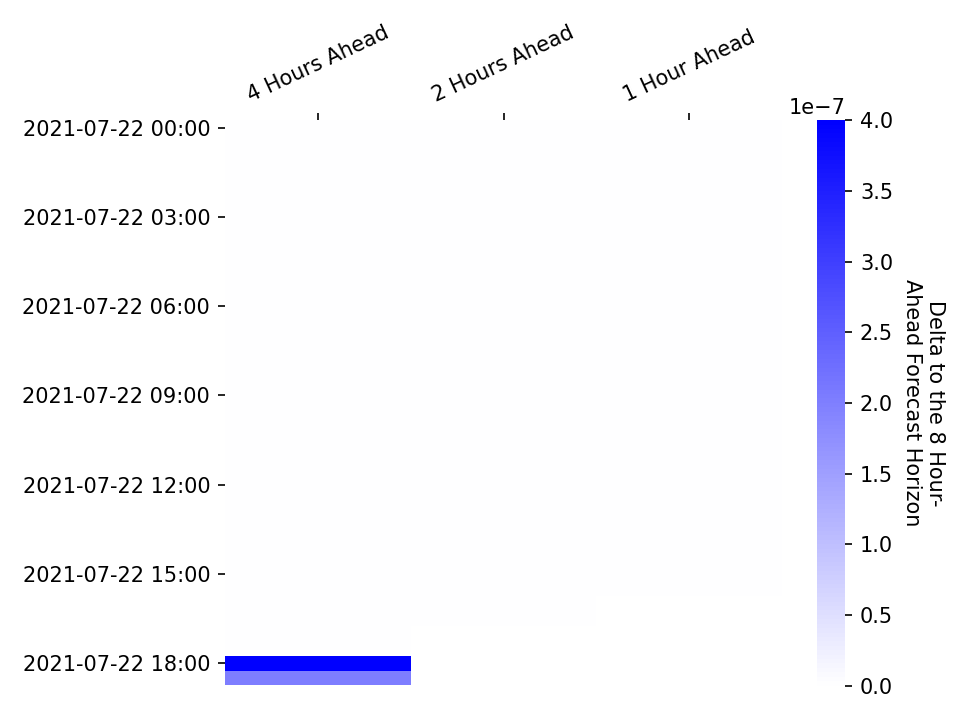 4 Hours Ahead
2 Hours Ahead
1 Hour Ahead
1e−7
2021-07-22 00:00
2021-07-22 03:00
2021-07-22 06:00
2021-07-22 09:00
2021-07-22 12:00
2021-07-22 15:00
2021-07-22 18:00
4.0
3.5
3.0
2.5
2.0
1.5
1.0
0.5
0.0
Delta to the 8 Hour-
Ahead Forecast Horizon